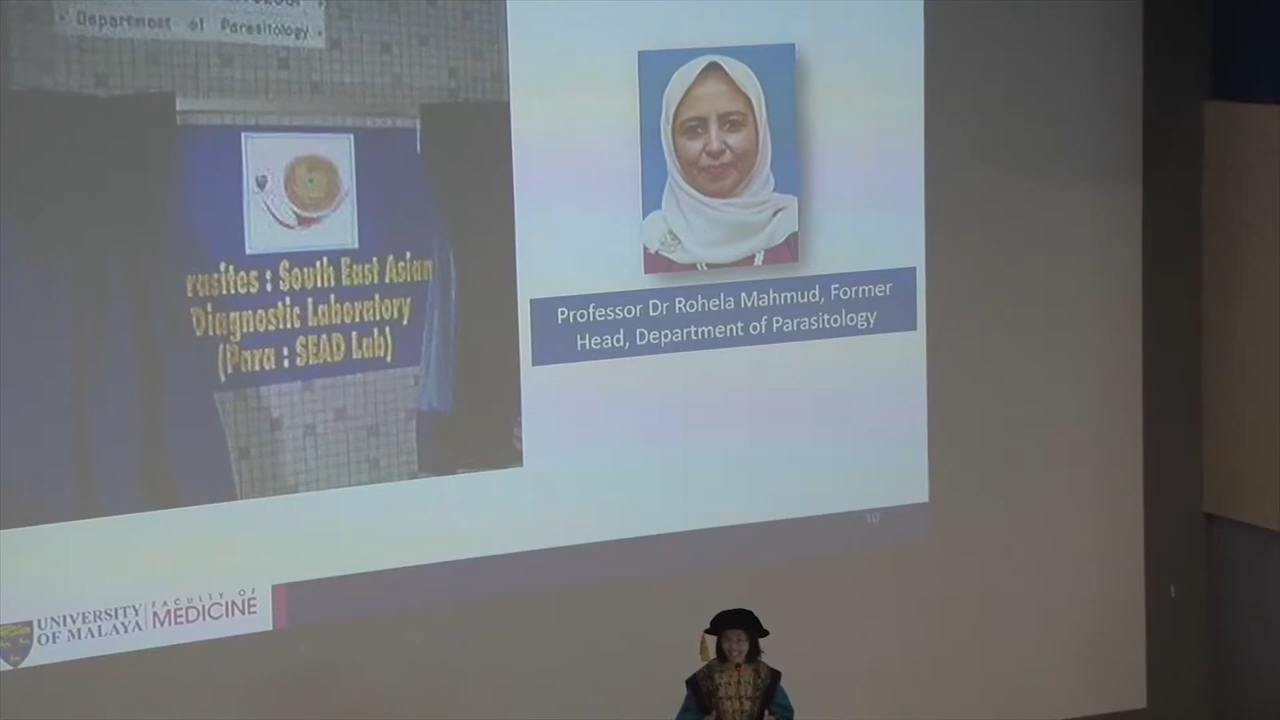 Department of Parasitology
rasites : South East Asian
Diagnostic Laboratory
(Para : SEAD Lab)
Professor Dr Rohela Mahmud, Former
Head, Department of Parasitology
10
UNIVERSITY
OF MALAYA
FACULTY OF
MEDICINE